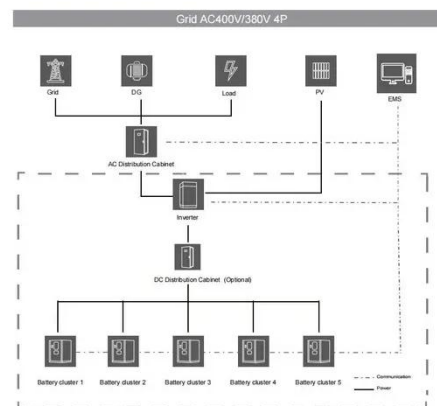 Grid AC400V/380V 4P
Grid
DG
Load
PV
EMS
AC Distribution Cabinet
Inverter
DC Distribution Cabinet (Optional)
Battery cluster 1
Battery cluster 2
Battery cluster 3
Battery cluster 4
Battery cluster 5
Communication
Power